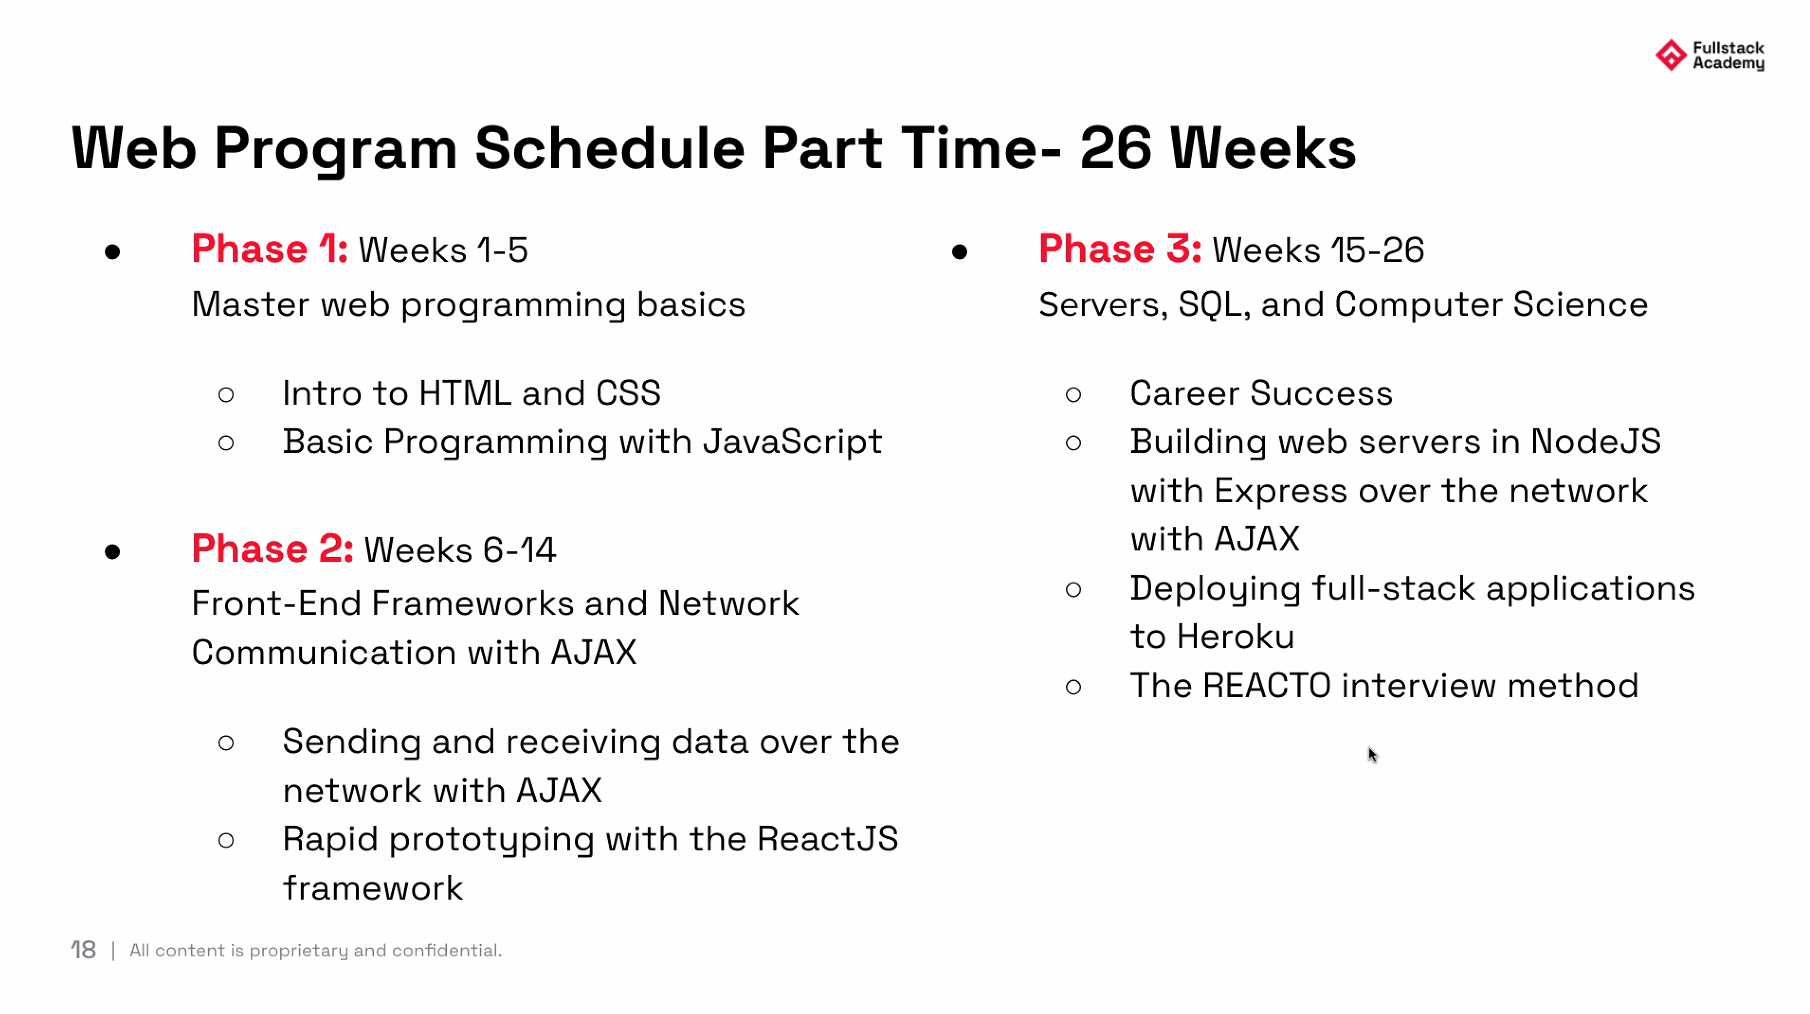 Fullstack
Academy
Web Program Schedule Part Time- 26 Weeks
● Phase 1: Weeks 1-5
Master web programming basics
○ Intro to HTML and CSS
○ Basic Programming with JavaScript
● Phase 2: Weeks 6-14
Front-End Frameworks and Network
Communication with AJAX
○ Sending and receiving data over the
network with AJAX
○ Rapid prototyping with the ReactJS
framework
● Phase 3: Weeks 15-26
Servers, SQL, and Computer Science
○ Career Success
○ Building web servers in NodeJS
with Express over the network
with AJAX
○ Deploying full-stack applications
to Heroku
○ The REACTO interview method
18 | All content is proprietary and confidential.